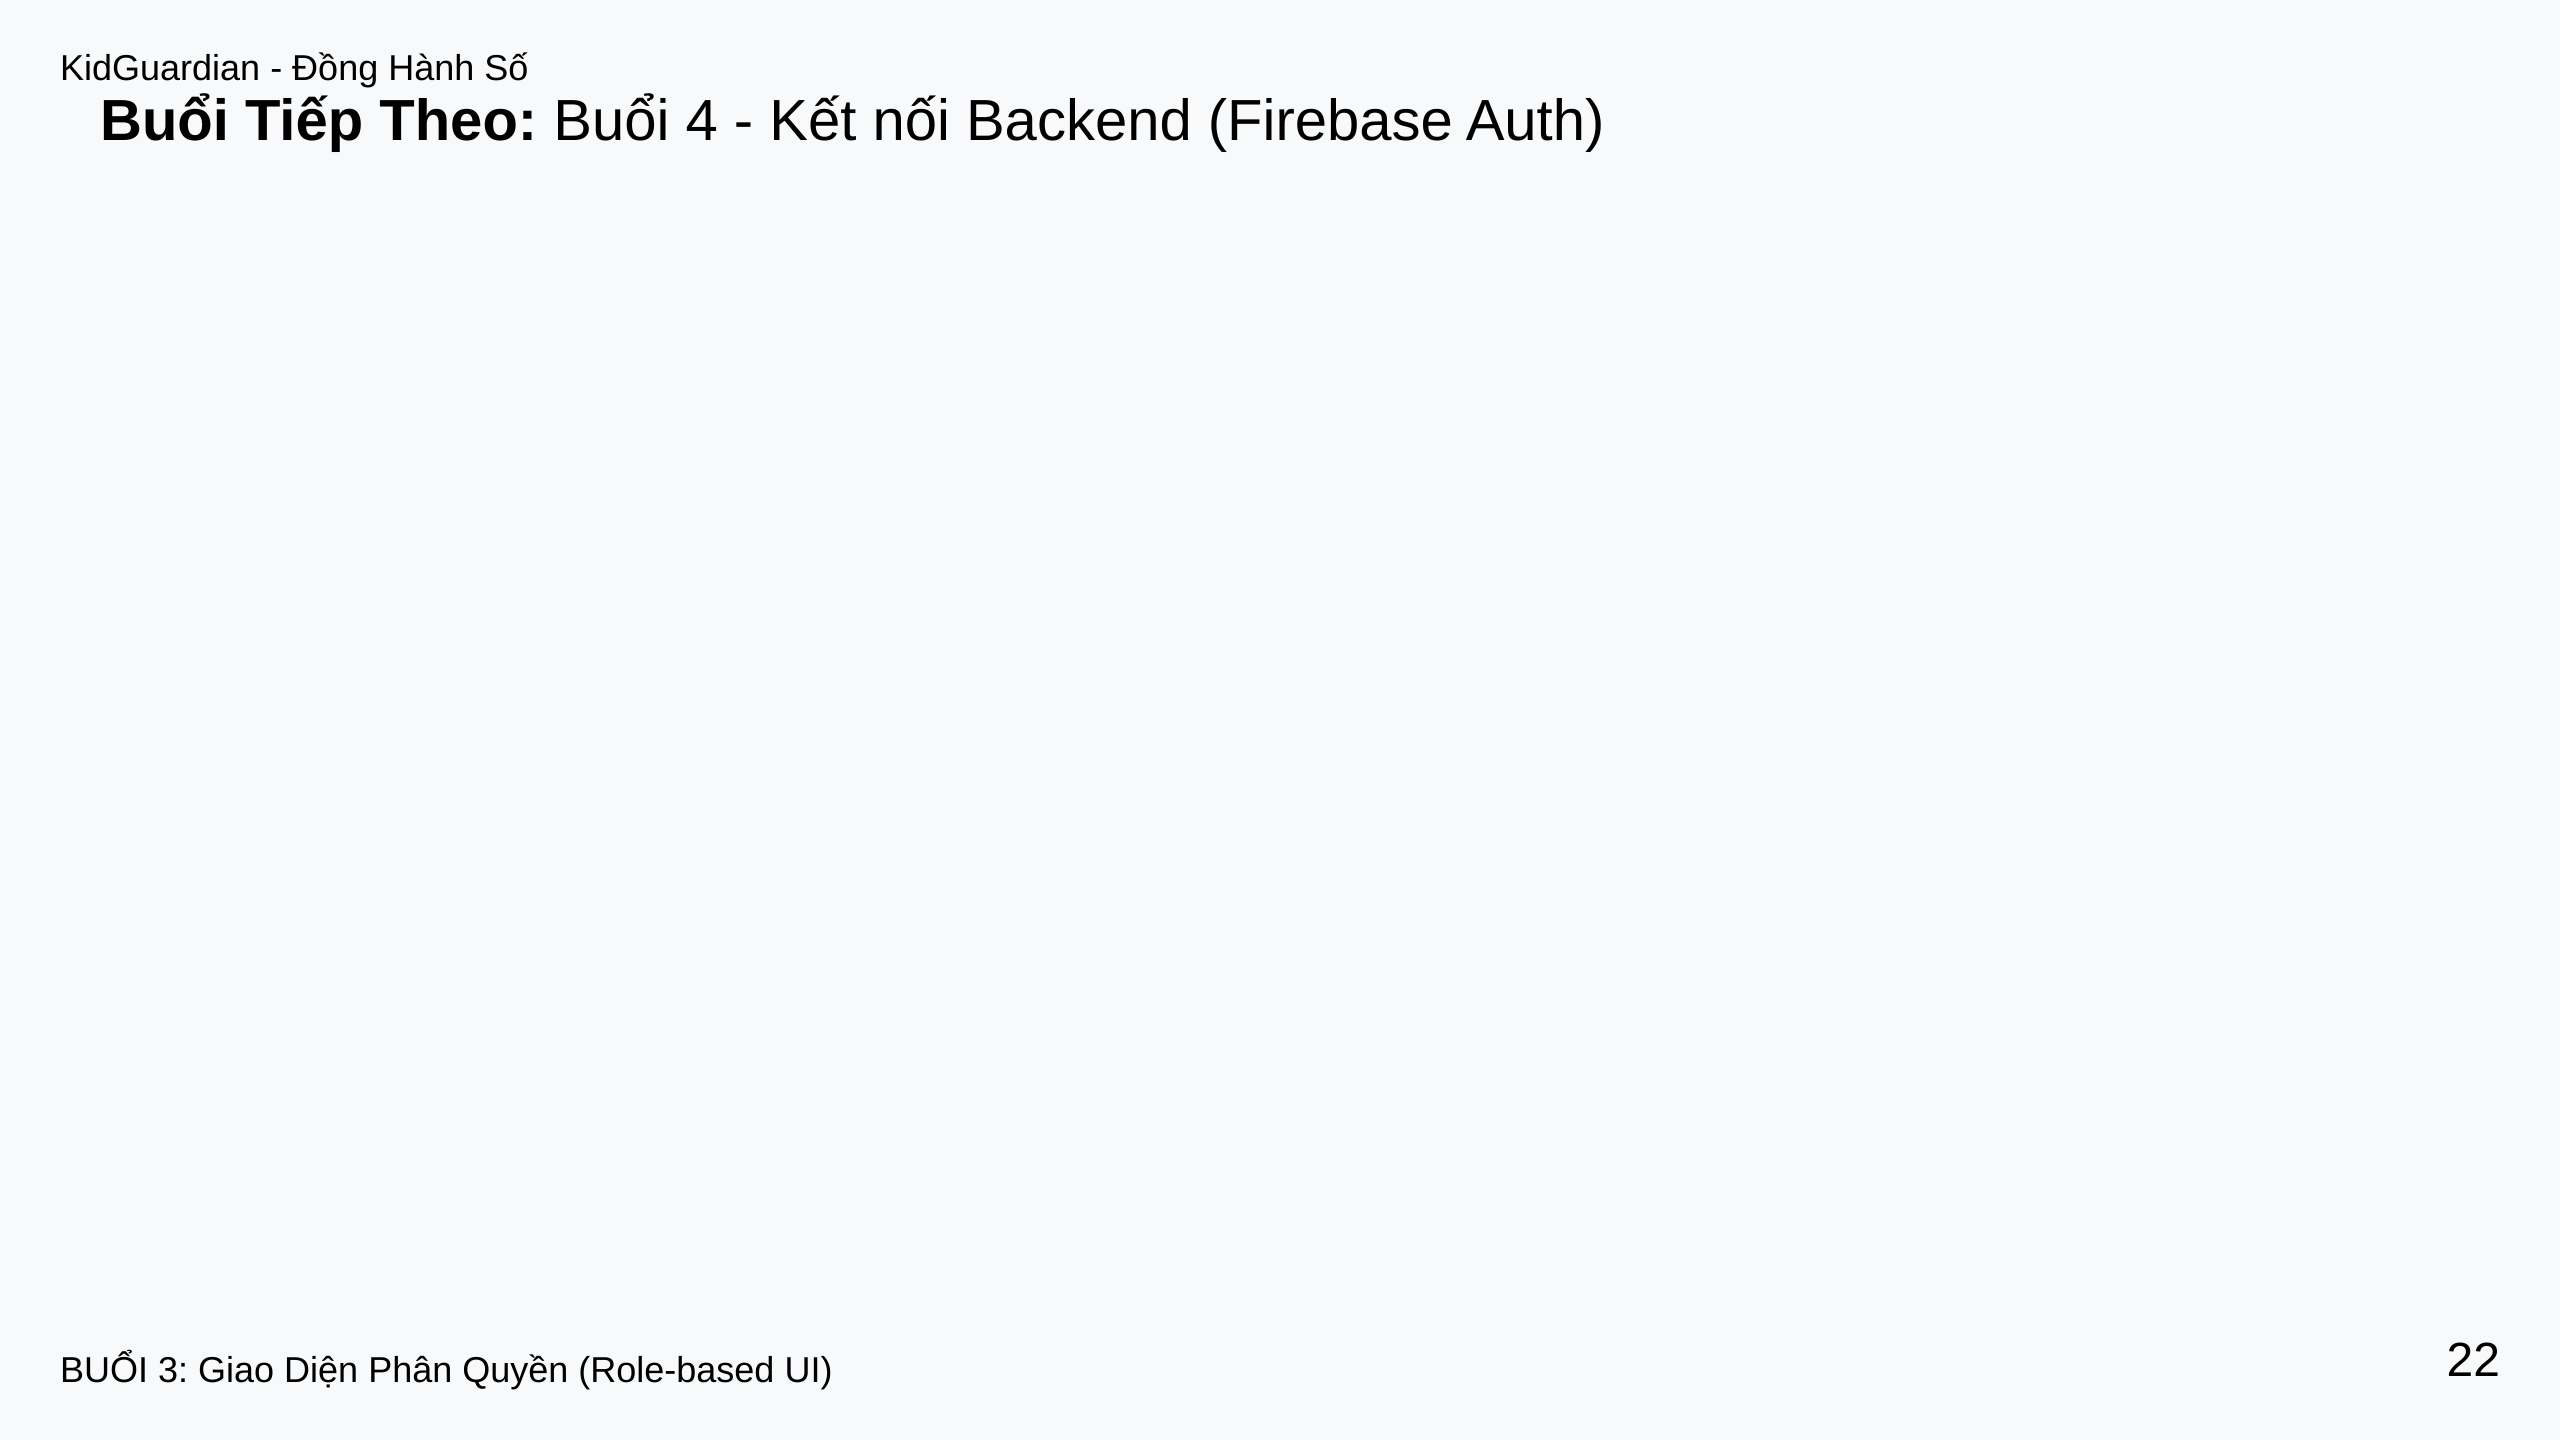 KidGuardian - Đồng Hành Số
Buổi Tiếp Theo: Buổi 4 - Kết nối Backend (Firebase Auth)
BUỔI 3: Giao Diện Phân Quyền (Role-based UI)
22